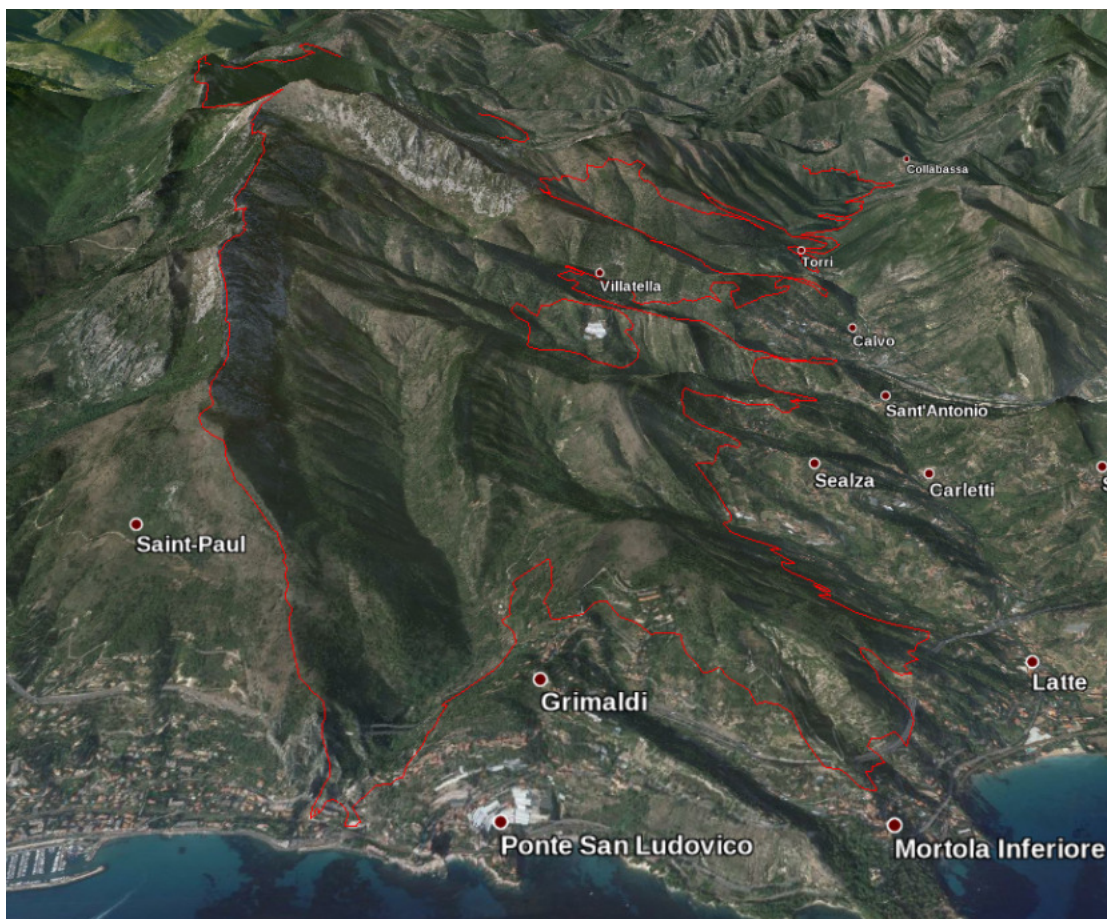 Collabassa
Torri
Villatella
Calvo
Sant'Antonio
Sealza
Carletti
S
Saint-Paul
Latte
Grimaldi
Ponte San Ludovico
Mortola Inferiore